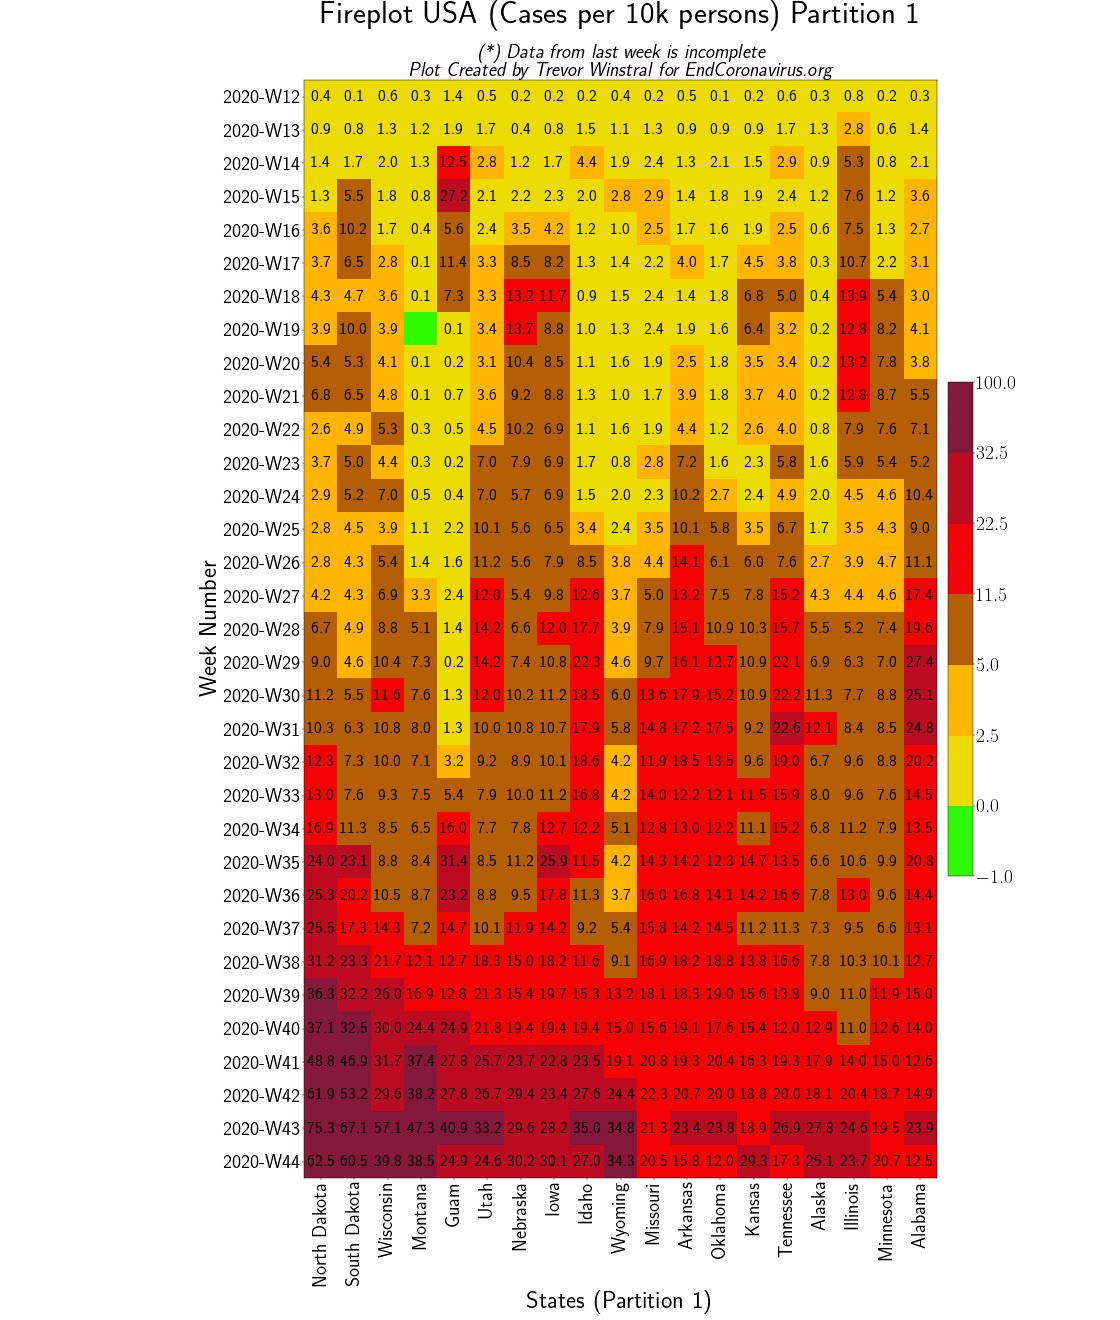 Fireplot USA (Cases per 10k persons) Partition 1
(*) Data from last week is incomplete
Plot Created by Trevor Winstral for EndCoronavirus.org
2020-W12 0.4 0.1 0.6 0.3 1.4 0.5 0.2 0.2 0.2 0.4 0.2 0.5 0.1 0.2 0.6 0.3 0.8 0.2 0.3
2020-W13 0.9 0.8 1.3 1.2 1.9 1.7 0.4 0.8 1.5 1.1 1.3 0.9 0.9 0.9 1.7 1.3 2.8 0.6 1.4
2020-W14 1.4 1.7 2.0 1.3 12.5 2.8 1.2 1.7 4.4 1.9 2.4 1.3 2.1 1.5 2.9 0.9 5.3 0.8 2.1
2020-W15 1.3 5.5 1.8 0.8 27.2 2.1 2.2 2.3 2.0 2.8 2.9 1.4 1.8 1.9 2.4 1.2 7.6 1.2 3.6
2020-W16 3.6 10.2 1.7 0.4 5.6 2.4 3.5 4.2 1.2 1.0 2.5 1.7 1.6 1.9 2.5 0.6 7.5 1.3 2.7
2020-W17 3.7 6.5 2.8 0.1 11.4 3.3 8.5 8.2 1.3 1.4 2.2 4.0 1.7 4.5 3.8 0.3 10.7 2.2 3.1
2020-W18 4.3 4.7 3.6 0.1 7.3 3.3 13.2 11.7 0.9 1.5 2.4 1.4 1.8 6.8 5.0 0.4 13.9 5.4 3.0
2020-W19 3.9 10.0 3.9 0.1 3.4 13.7 8.8 1.0 1.3 2.4 1.9 1.6 6.4 3.2 0.2 12.8 8.2 4.1
2020-W20 5.4 5.3 4.1 0.1 0.2 3.1 10.4 8.5 1.1 1.6 1.9 2.5 1.8 3.5 3.4 0.2 13.2 7.8 3.8
2020-W21 6.8 6.5 4.8 0.1 0.7 3.6 9.2 8.8 1.3 1.0 1.7 3.9 1.8 3.7 4.0 0.2 12.8 8.7 5.5
2020-W22 2.6 4.9 5.3 0.3 0.5 4.5 10.2 6.9 1.1 1.6 1.9 4.4 1.2 2.6 4.0 0.8 7.9 7.6 7.1
2020-W23 3.7 5.0 4.4 0.3 0.2 7.0 7.9 6.9 1.7 0.8 2.8 7.2 1.6 2.3 5.8 1.6 5.9 5.4 5.2
2020-W24 2.9 5.2 7.0 0.5 0.4 7.0 5.7 6.9 1.5 2.0 2.3 10.2 2.7 2.4 4.9 2.0 4.5 4.6 10.4
2020-W25 2.8 4.5 3.9 1.1 2.2 10.1 5.6 6.5 3.4 2.4 3.5 10.1 5.8 3.5 6.7 1.7 3.5 4.3 9.0
2020-W26 2.8 4.3 5.4 1.4 1.6 11.2 5.6 7.9 8.5 3.8 4.4 14.1 6.1 6.0 7.6 2.7 3.9 4.7 11.1
2020-W27 4.2 4.3 6.9 3.3 2.4 12.0 5.4 9.8 12.6 3.7 5.0 13.2 7.5 7.8 15.2 4.3 4.4 4.6 17.4
2020-W28 6.7 4.9 8.8 5.1 1.4 14.2 6.6 12.0 17.7 3.9 7.9 15.1 10.9 10.3 15.7 5.5 5.2 7.4 19.6
2020-W29 9.0 4.6 10.4 7.3 0.2 14.2 7.4 10.8 22.3 4.6 9.7 16.1 12.7 10.9 22.1 6.9 6.3 7.0 27.4
2020-W30 11.2 5.5 11.6 7.6 1.3 12.0 10.2 11.2 18.5 6.0 13.6 17.9 15.2 10.9 22.2 11.3 7.7 8.8 25.1
2020-W31 10.3 6.3 10.8 8.0 1.3 10.0 10.8 10.7 17.9 5.8 14.8 17.2 17.5 9.2 22.6 12.1 8.4 8.5 24.8
2020-W32 12.3 7.3 10.0 7.1 3.2 9.2 8.9 10.1 18.6 4.2 11.9 18.5 13.5 9.6 19.0 6.7 9.6 8.8 20.2
2020-W33 13.0 7.6 9.3 7.5 5.4 7.9 10.0 11.2 16.8 4.2 14.0 12.2 12.1 11.5 15.9 8.0 9.6 7.6 14.5
2020-W34 16.9 11.3 8.5 6.5 16.0 7.7 7.8 12.7 12.2 5.1 12.8 13.0 12.2 11.1 15.2 6.8 11.2 7.9 13.5
2020-W35 24.0 23.1 8.8 8.4 31.4 8.5 11.2 25.9 11.5 4.2 14.3 14.2 12.3 14.7 13.5 6.6 10.6 9.9 20.8
2020-W36 25.3 20.2 10.5 8.7 23.2 8.8 9.5 17.8 11.3 3.7 16.0 16.8 14.1 14.2 16.6 7.8 13.0 9.6 14.4
2020-W37 25.5 17.3 14.3 7.2 14.7 10.1 11.9 14.2 9.2 5.4 15.8 14.2 14.5 11.2 11.3 7.3 9.5 6.6 13.1
2020-W38 31.2 23.3 21.7 12.1 12.7 18.3 15.0 18.2 11.6 9.1 16.9 18.2 18.8 13.8 16.6 7.8 10.3 10.1 12.7
2020-W39 36.3 32.2 26.0 16.9 12.8 21.3 15.4 19.7 15.3 13.2 18.1 18.3 19.0 15.6 13.8 9.0 11.0 11.9 15.0
2020-W40 37.1 32.5 30.0 24.4 24.9 21.8 19.4 19.4 19.4 15.0 15.6 19.1 17.6 15.4 12.0 12.9 11.0 12.6 14.0
2020-W41 48.8 46.9 31.7 37.4 27.8 25.7 23.7 22.8 23.5 19.1 20.8 19.3 20.4 16.3 19.3 17.9 14.0 15.0 12.6
2020-W42 61.9 53.2 29.6 38.2 27.8 26.7 29.4 23.4 27.6 24.4 22.3 20.7 20.0 18.8 20.0 18.1 20.4 18.7 14.9
2020-W43 75.3 67.1 57.1 47.3 40.9 33.2 29.6 28.2 35.0 34.8 21.3 23.4 23.8 18.9 26.9 27.8 24.6 19.5 23.9
2020-W44 62.5 60.5 39.8 38.5 24.9 24.6 30.2 30.1 27.0 34.3 20.5 15.8 12.0 29.3 17.3 25.1 23.7 20.7 12.5
Week Number
North Dakota South Dakota Wisconsin Montana Guam Utah Nebraska Iowa Idaho Wyoming Missouri Arkansas Oklahoma Kansas Tennessee Alaska Illinois Minnesota Alabama
States (Partition 1)
100.0
32.5
22.5
11.5
5.0
2.5
0.0
−1.0